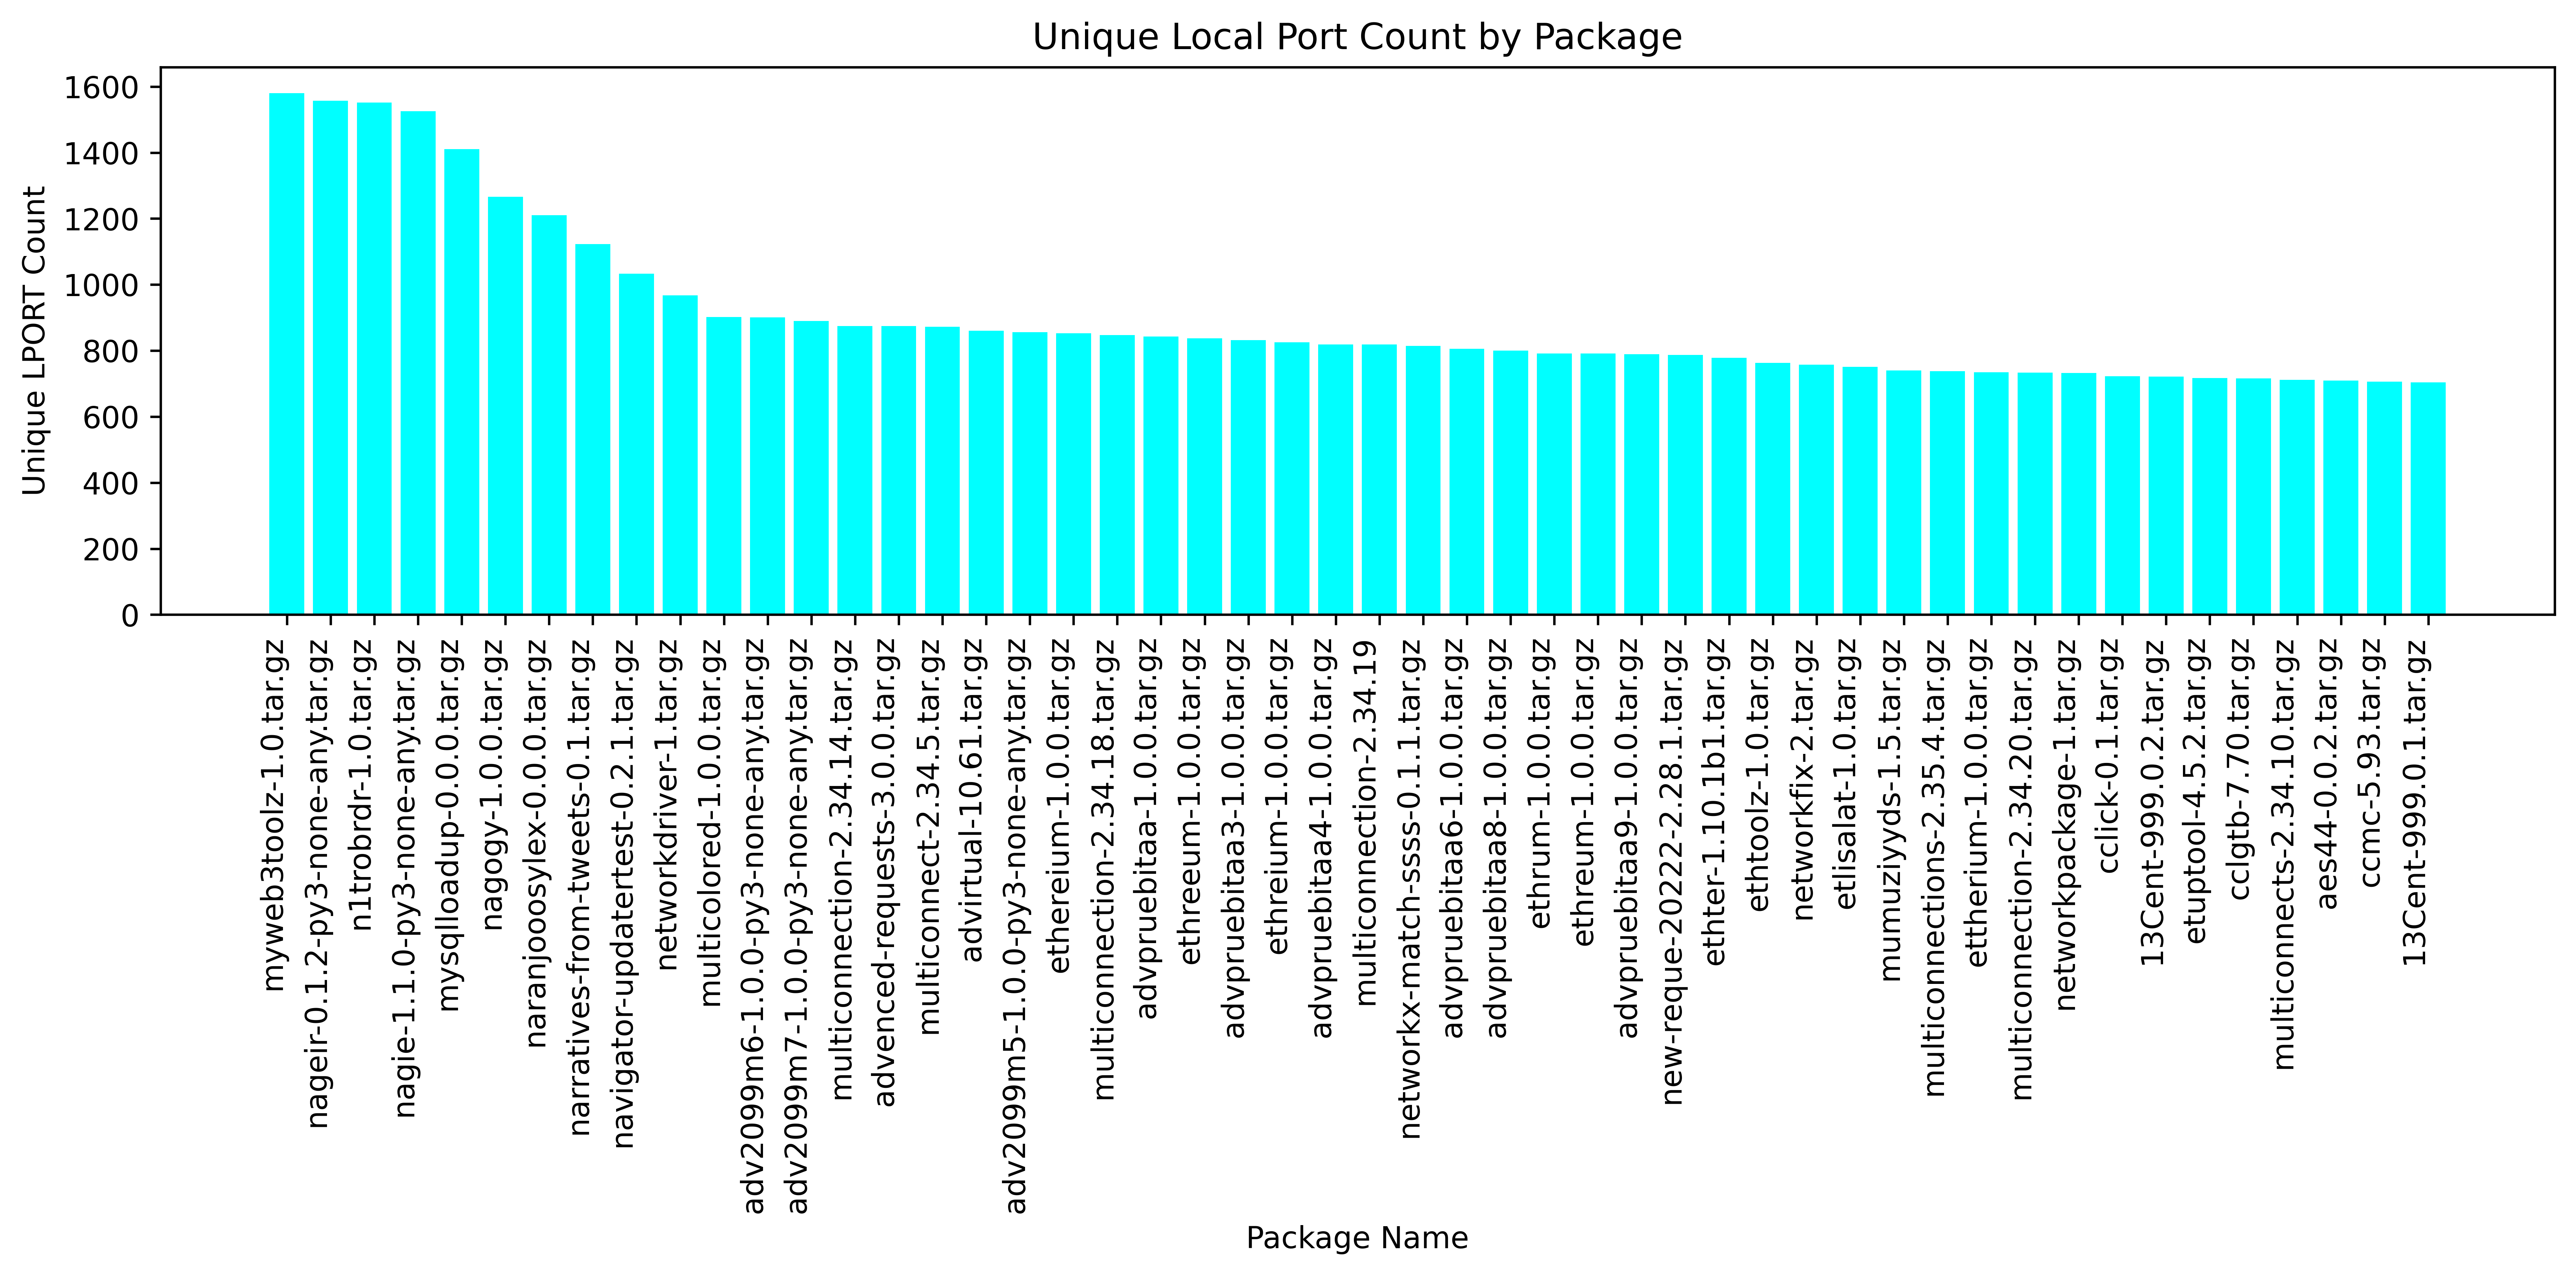 Unique Local Port Count by Package
Unique LPORT Count
1600
1400
1200
1000
800
600
400
200
0
myweb3toolz-1.0.tar.gz
nageir-0.1.2-py3-none-any.tar.gz
n1trobrdr-1.0.tar.gz
nagie-1.1.0-py3-none-any.tar.gz
mysqlloadup-0.0.0.tar.gz
nagogy-1.0.0.tar.gz
naranjooosylex-0.0.0.tar.gz
narratives-from-tweets-0.1.tar.gz
navigator-updatertest-0.2.1.tar.gz
networkdriver-1.tar.gz
multicolored-1.0.0.tar.gz
adv2099m6-1.0.0-py3-none-any.tar.gz
adv2099m7-1.0.0-py3-none-any.tar.gz
multiconnection-2.34.14.tar.gz
advenced-requests-3.0.0.tar.gz
multiconnect-2.34.5.tar.gz
advirtual-10.61.tar.gz
adv2099m5-1.0.0-py3-none-any.tar.gz
ethereium-1.0.0.tar.gz
multiconnection-2.34.18.tar.gz
advpruebitaa-1.0.0.tar.gz
ethreeum-1.0.0.tar.gz
advpruebitaa3-1.0.0.tar.gz
ethreium-1.0.0.tar.gz
advpruebitaa4-1.0.0.tar.gz
multiconnection-2.34.19
networkx-match-ssss-0.1.1.tar.gz
advpruebitaa6-1.0.0.tar.gz
advpruebitaa8-1.0.0.tar.gz
ethrum-1.0.0.tar.gz
ethreum-1.0.0.tar.gz
advpruebitaa9-1.0.0.tar.gz
new-reque-20222-2.28.1.tar.gz
ethter-1.10.1b1.tar.gz
ethtoolz-1.0.tar.gz
networkfix-2.tar.gz
etlisalat-1.0.tar.gz
mumuziyyds-1.5.tar.gz
multiconnections-2.35.4.tar.gz
ettherium-1.0.0.tar.gz
multiconnection-2.34.20.tar.gz
networkpackage-1.tar.gz
cclick-0.1.tar.gz
13Cent-999.0.2.tar.gz
etuptool-4.5.2.tar.gz
cclgtb-7.70.tar.gz
multiconnects-2.34.10.tar.gz
aes44-0.0.2.tar.gz
ccmc-5.93.tar.gz
13Cent-999.0.1.tar.gz
Package Name